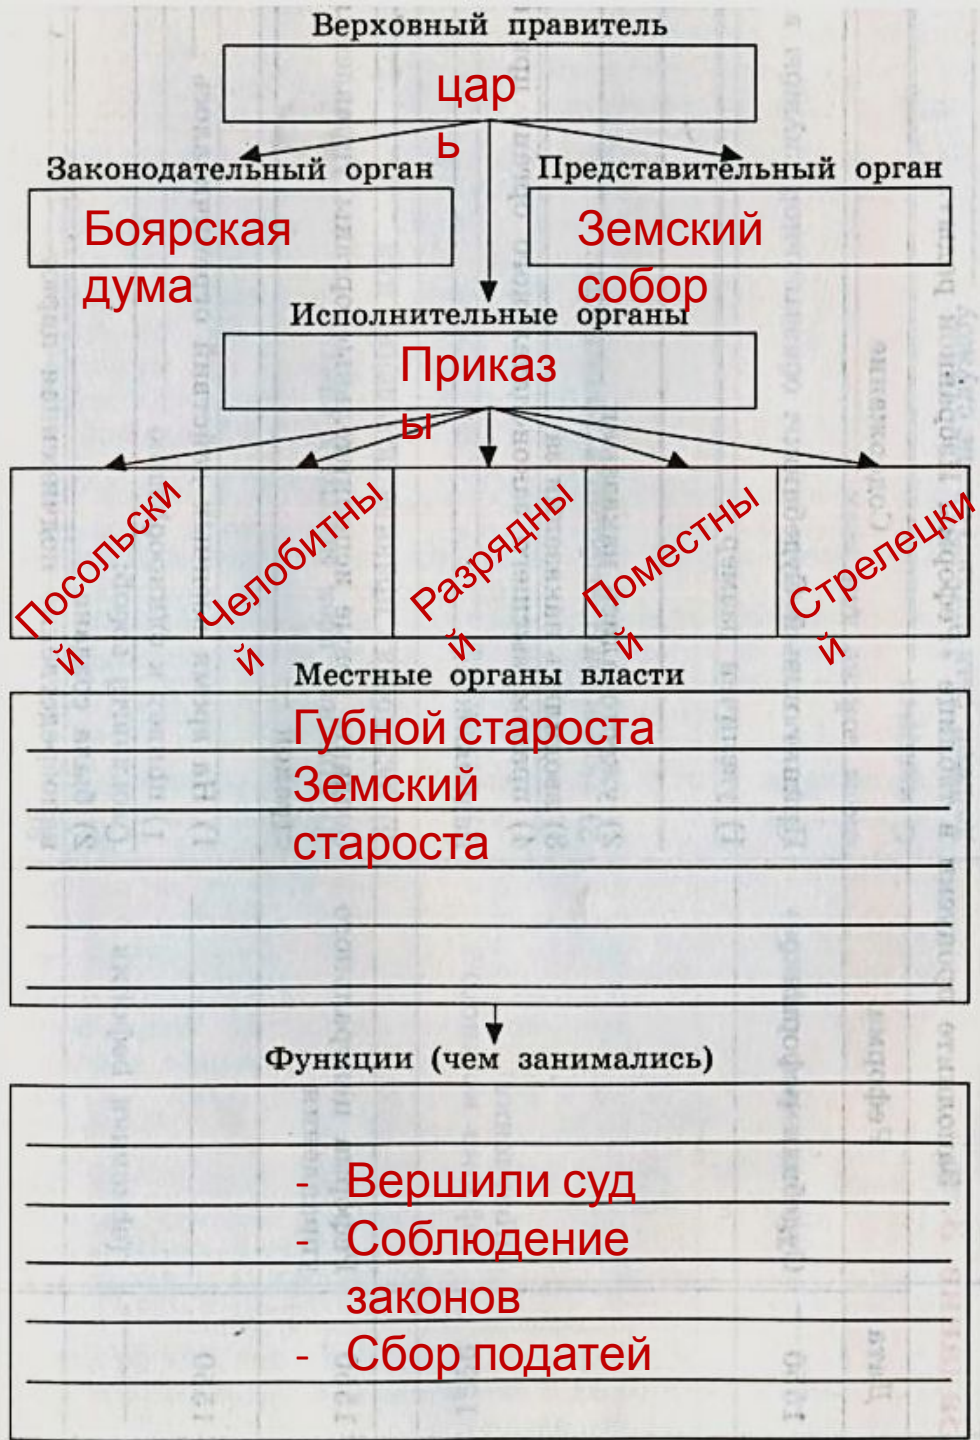 Верховный правитель
цар
ь
Законодательный орган
Представительный орган
Боярская
дума
Земский
собор
Исполнительные органы
Приказ
ы
Посольски
й
Челобитны
й
Разрядны
й
Поместны
й
Стрелецки
й
Местные органы власти
Губной староста
Земский
староста
Функции (чем занимались)
- Вершили суд
- Соблюдение
законов
- Сбор податей